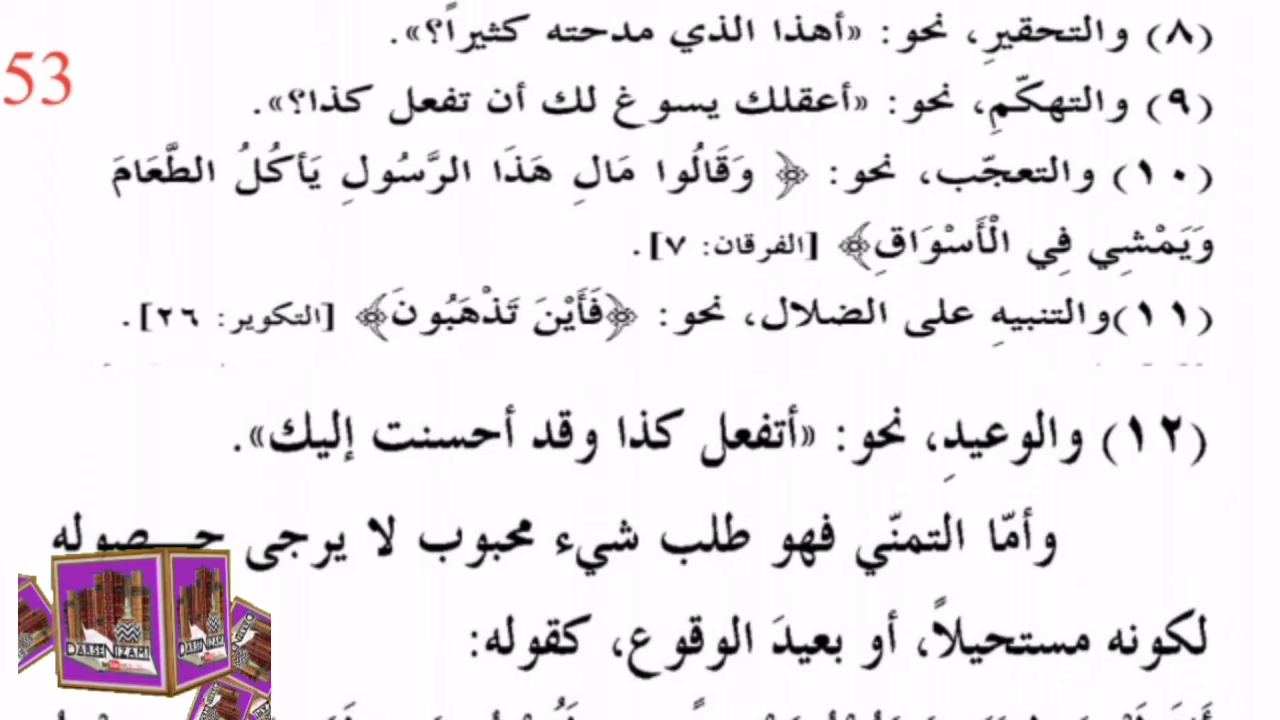 (٨) والتحقيرِ، نحو: «أهذا الذي مدحته كثيراً؟».
53
(٩) والتهكّمِ، نحو: «أعقلك يسوغ لك أن تفعل كذا؟».
(١٠) والتعجّب، نحو: ﴿ وَقَالُوا مَالِ هَذَا الرَّسُولِ يَأكُلُ الطَّعَامَ
وَيَمْشِي فِي الْأَسْوَاقِ﴾ [الفرقان: ٧].
(١١)والتنبيهِ على الضلال، نحو: ﴿فَأَيْنَ تَذْهَبُونَ﴾ [التكوير: ٢٦].
(١٢) والوعيدِ، نحو: «أتفعل كذا وقد أحسنت إليك».
وأمّا التمنّي فهو طلب شيء محبوب لا يرجى حصوله
لكونه مستحيلاً، أو بعيدَ الوقوع، كقوله:
DARSENIZAMI DARSENIZAMI